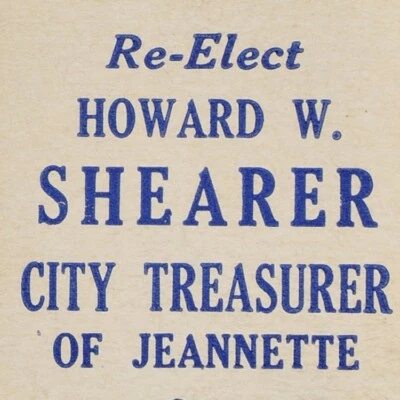 Re-Elect
HOWARD W.
SHEARER
CITY TREASURER
OF JEANNETTE